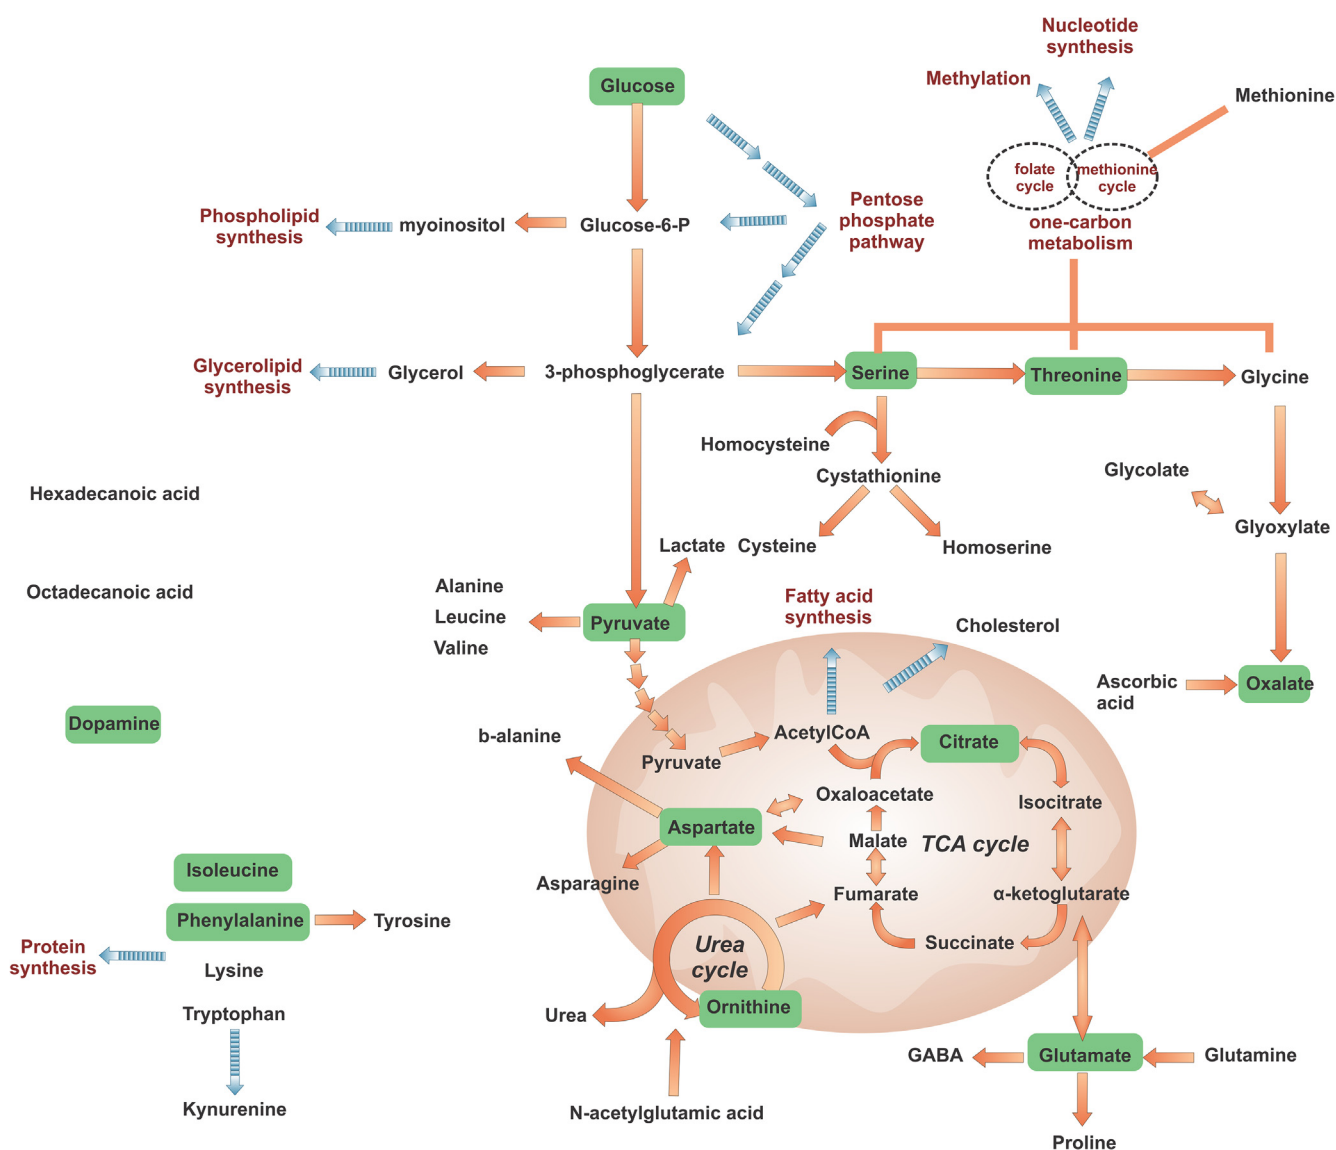 Nucleotide
synthesis
Methylation
Methionine
Glucose
folate
cycle
methionine
cycle
one-carbon
metabolism
Phospholipid
synthesis
myoinositol
Glucose-6-P
Pentose
phosphate
pathway
Glycerolipid
synthesis
Glycerol
3-phosphoglycerate
Serine
Threonine
Glycine
Homocysteine
Cystathionine
Glycolate
Hexadecanoic acid
Glyoxylate
Lactate
Cysteine
Homoserine
Octadecanoic acid
Alanine
Leucine
Valine
Pyruvate
Fatty acid
synthesis
Cholesterol
Ascorbic
acid
Oxalate
Dopamine
b-alanine
Pyruvate
AcetylCoA
Citrate
Oxaloacetate
Isocitrate
Aspartate
Malate
TCA cycle
Asparagine
Fumarate
α-ketoglutarate
Isoleucine
Phenylalanine
Tyrosine
Protein
synthesis
Lysine
Urea
cycle
Succinate
Tryptophan
Urea
Ornithine
GABA
Glutamate
Glutamine
Kynurenine
N-acetylglutamic acid
Proline